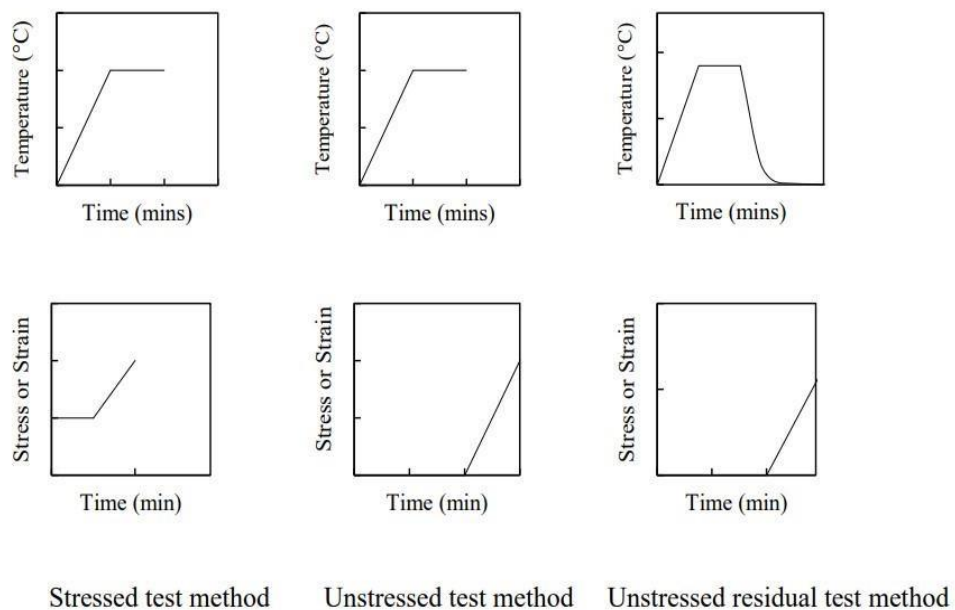 Temperature (°C)
Time (mins)
Temperature (°C)
Time (mins)
Temperature (°C)
Time (mins)
Stress or Strain
Time (min)
Stress or Strain
Time (min)
Stress or Strain
Time (min)
Stressed test method
Unstressed test method
Unstressed residual test method